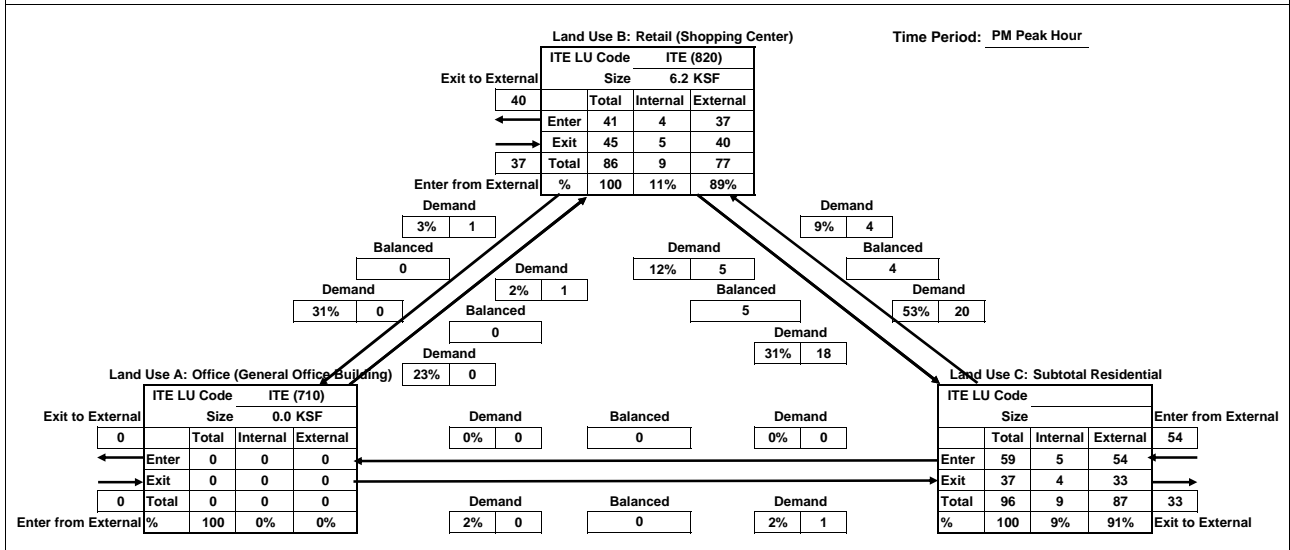 Land Use B: Retail (Shopping Center)
Time Period: PM Peak Hour
ITE LU Code ITE (820)
Exit to External Size 6.2 KSF
40 Total Internal External
Enter 41 4 37
Exit 45 5 40
37 Total 86 9 77
Enter from External % 100 11% 89%
Demand Demand
3% 1 9% 4
Balanced Demand Balanced
0 Demand 12% 5 4
Demand 2% 1 Balanced Demand
31% 0 Balanced 5 53% 20
0 Demand
Demand 31% 18
Land Use A: Office (General Office Building) 23% 0 Land Use C: Subtotal Residential
ITE LU Code ITE (710) ITE LU Code
Exit to External Size 0.0 KSF Demand Balanced Demand Size Enter from External
0 Total Internal External 0% 0 0 0% 0 Total Internal External 54
Enter 0 0 0 Enter 59 5 54
Exit 0 0 0 Exit 37 4 33
0 Total 0 0 0 Demand Balanced Demand Total 96 9 87 33
Enter from External % 100 0% 0% 2% 0 0 2% 1 % 100 9% 91% Exit to External